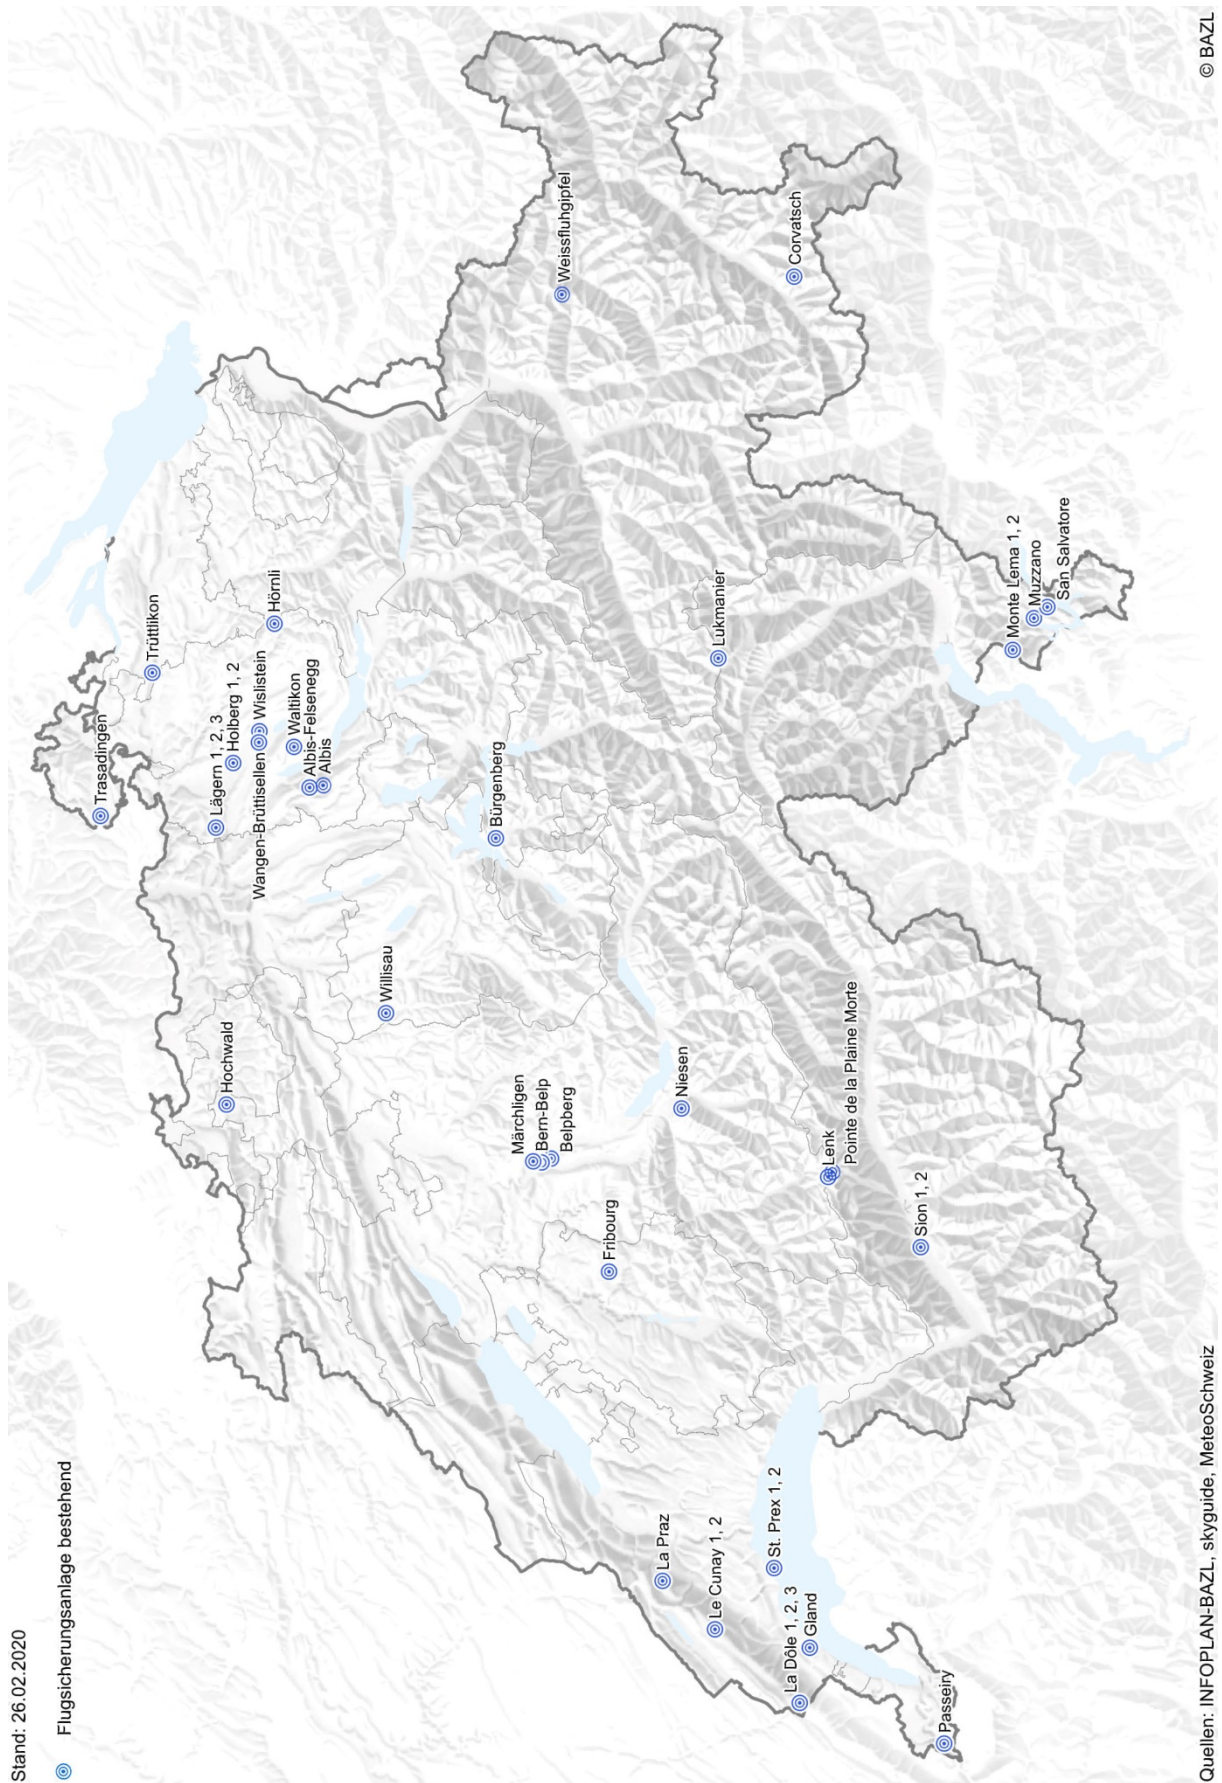 Stand: 26.02.2020
Flugsicherungsanlage bestehend
Trasadingen
Trüttlikon
Lägern 1, 2, 3
Holberg 1, 2
Hochwald
Wangen-Brüttisellen
Wislistein
Hörnli
Waltikon
Albis-Felsenegg
Albis
Willisau
Bürgenberg
Märchligen
Bern-Belp
Belpberg
Weissfluhgipfel
Fribourg
La Praz
Niesen
Le Cunay 1, 2
Lukmanier
St. Prex 1, 2
Corvatsch
La Dôle 1, 2, 3
Gland
Lenk
Pointe de la Plaine Morte
Sion 1, 2
Passeiry
Monte Lema 1, 2
Muzzano
San Salvatore
Quellen: INFOPLAN-BAZL, skyguide, MeteoSchweiz
© BAZL